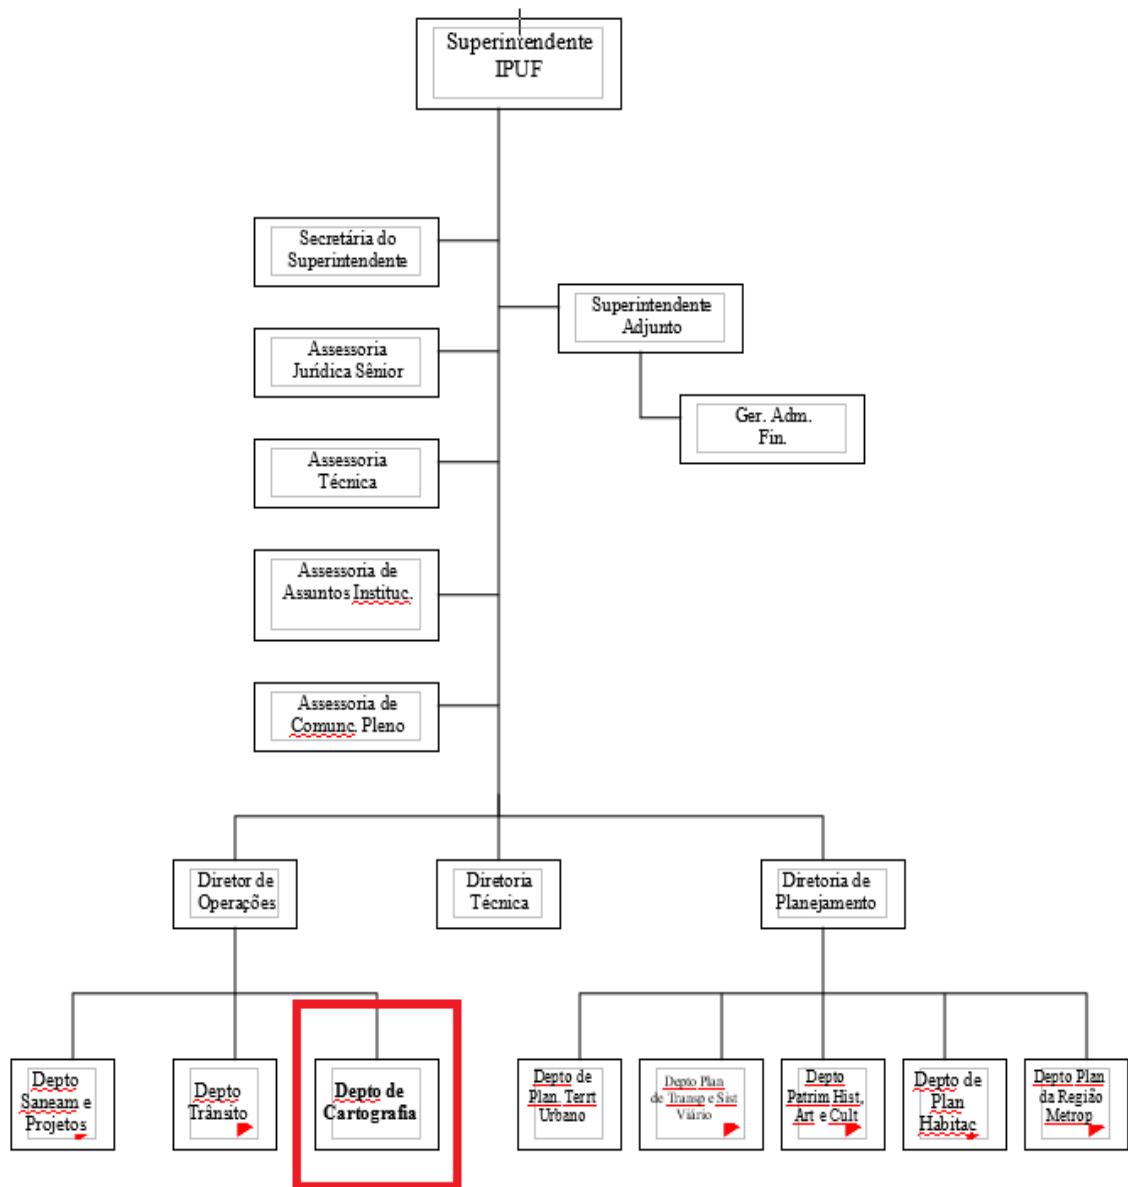 Superintendente
IPUF
Secretária do
Superintendente
Superintendente
Adjunto
Assessoria
Jurídica Sênior
Ger. Adm.
Fin.
Assessoria
Técnica
Assessoria de
Assuntos Instituc.
Assessoria de
Comunc. Pleno
Diretor de
Operações
Diretoria
Técnica
Diretoria de
Planejamento
Depto
Saneam e
Projetos
Depto
Trânsito
Depto de
Cartografia
Depto de
Plan. Terrt
Urbano
Depto Plan
de Transp e Sist
Viário
Depto
Patrim Hist,
Art e Cult
Depto de
Plan
Habitac
Depto Plan
da Região
Metrop